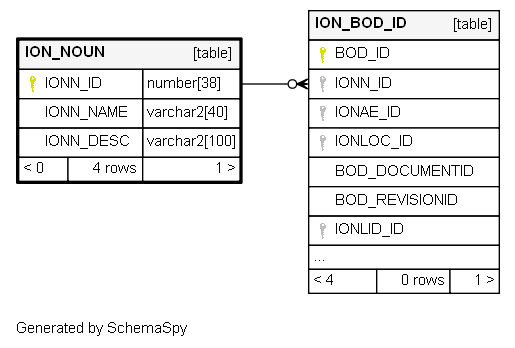 ION_NOUN [table]
IONN_ID number[38]
IONN_NAME varchar2[40]
IONN_DESC varchar2[100]
< 0 4 rows 1 >
ION_BOD_ID [table]
BOD_ID
IONN_ID
IONAE_ID
IONLOC_ID
BOD_DOCUMENTID
BOD_REVISIONID
IONLID_ID
...
< 4 0 rows 1 >
Generated by SchemaSpy